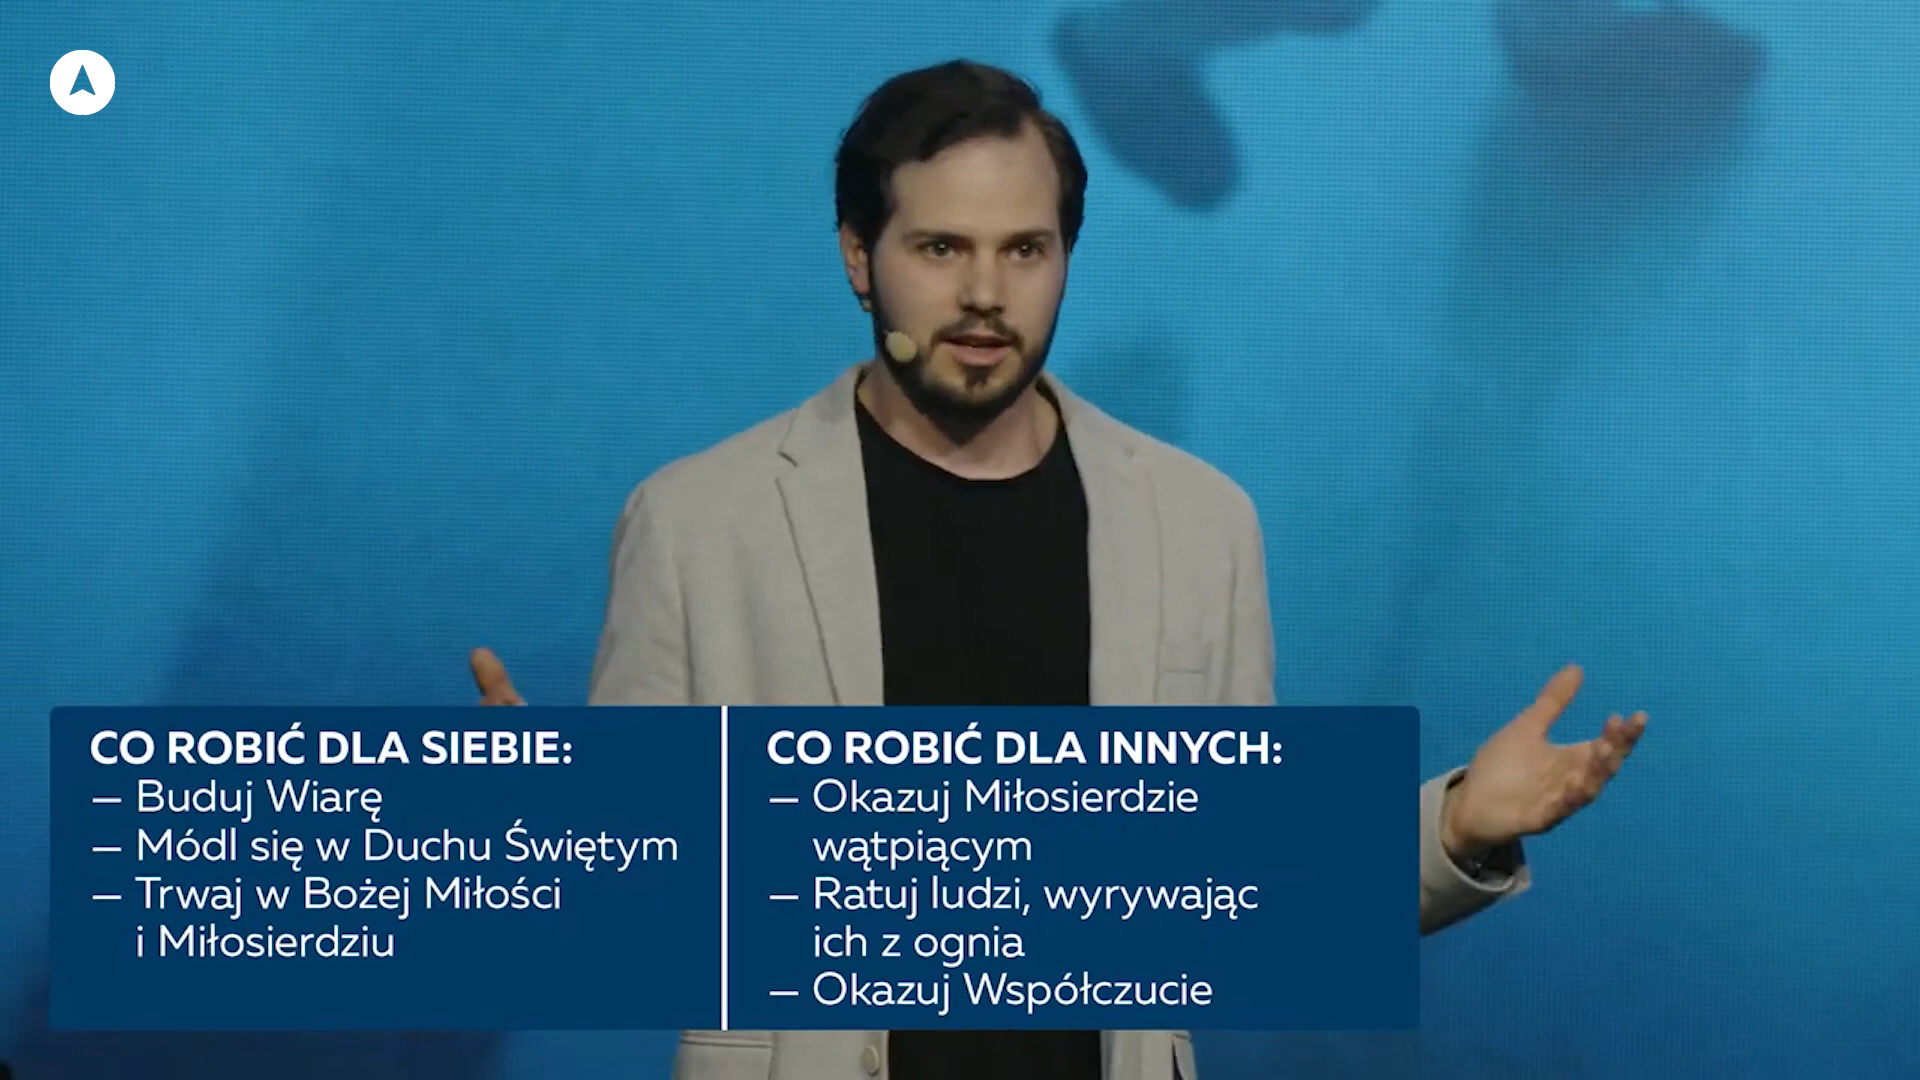 CO ROBIĆ DLA SIEBIE:
– Buduj Wiarę
– Módl się w Duchu Świętym
– Trwaj w Bożej Miłości
i Miłosierdziu
CO ROBIĆ DLA INNYCH:
– Okazuj Miłosierdzie
wątpiącym
– Ratuj ludzi, wyrywając
ich z ognia
– Okazuj Współczucie